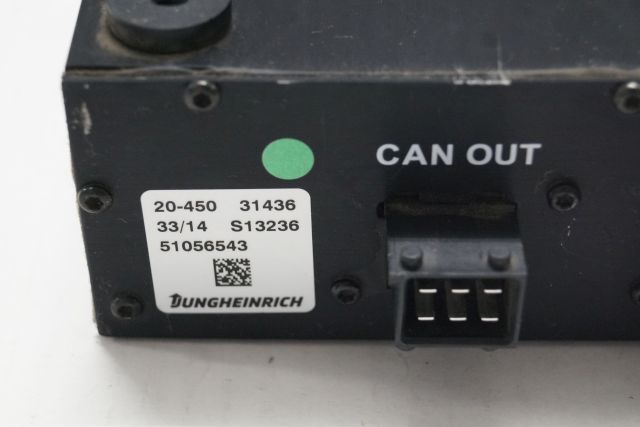 CAN OUT
20-450 31436
33/14 S13236
51056543
JUNGHEINRICH